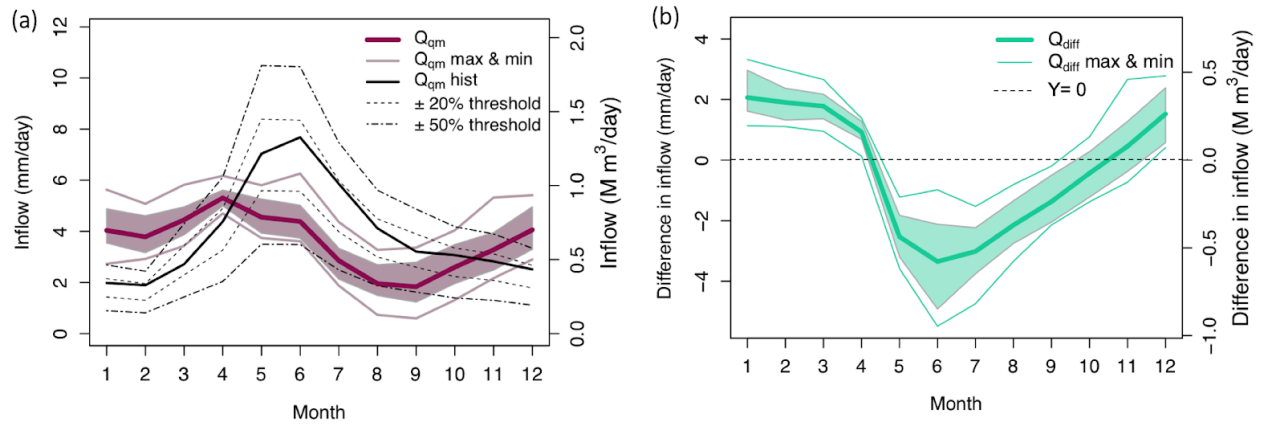 (a)
12
10
8
6
4
2
0
Inflow (mm/day)
Q_qm
Q_qm max & min
Q_qm hist
± 20% threshold
± 50% threshold
2.0
1.5
1.0
0.5
0.0
Inflow (M m³/day)
1 2 3 4 5 6 7 8 9 10 11 12
Month
(b)
4
2
0
−2
−4
Difference in inflow (mm/day)
Q_diff
Q_diff max & min
Y= 0
0.5
0.0
−0.5
−1.0
Difference in inflow (M m³/day)
1 2 3 4 5 6 7 8 9 10 11 12
Month